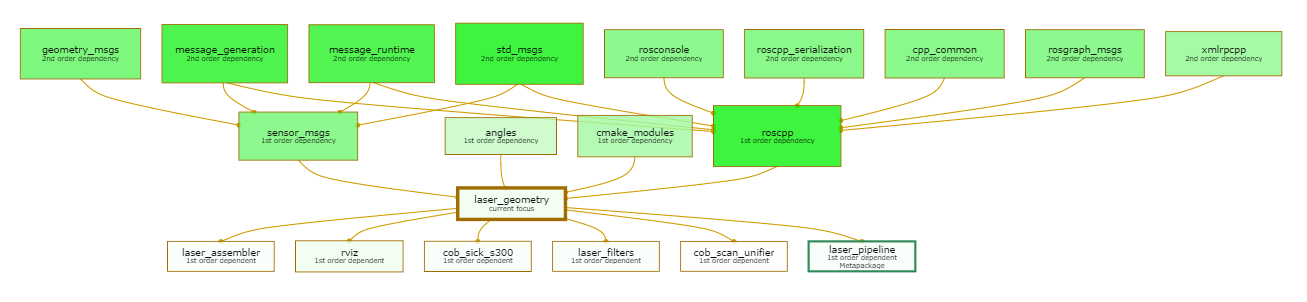 geometry_msgs
2nd order dependency
message_generation
2nd order dependency
message_runtime
2nd order dependency
std_msgs
2nd order dependency
rosconsole
2nd order dependency
roscpp_serialization
2nd order dependency
cpp_common
2nd order dependency
rosgraph_msgs
2nd order dependency
xmlrpcpp
2nd order dependency
sensor_msgs
1st order dependency
angles
1st order dependency
cmake_modules
1st order dependency
roscpp
1st order dependency
laser_geometry
current focus
laser_assembler
1st order dependent
rviz
1st order dependent
cob_sick_s300
1st order dependent
laser_filters
1st order dependent
cob_scan_unifier
1st order dependent
laser_pipeline
1st order dependent
Metapackage